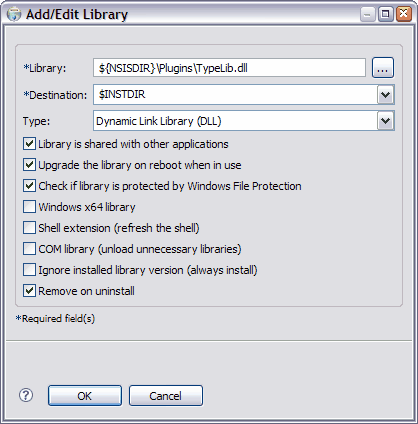 Add/Edit Library
*Library: ${NSISDIR}\Plugins\TypeLib.dll ...
*Destination: $INSTDIR
Type: Dynamic Link Library (DLL)
Library is shared with other applications
Upgrade the library on reboot when in use
Check if library is protected by Windows File Protection
Windows x64 library
Shell extension (refresh the shell)
COM library (unload unnecessary libraries)
Ignore installed library version (always install)
Remove on uninstall
*Required field(s)
? OK Cancel